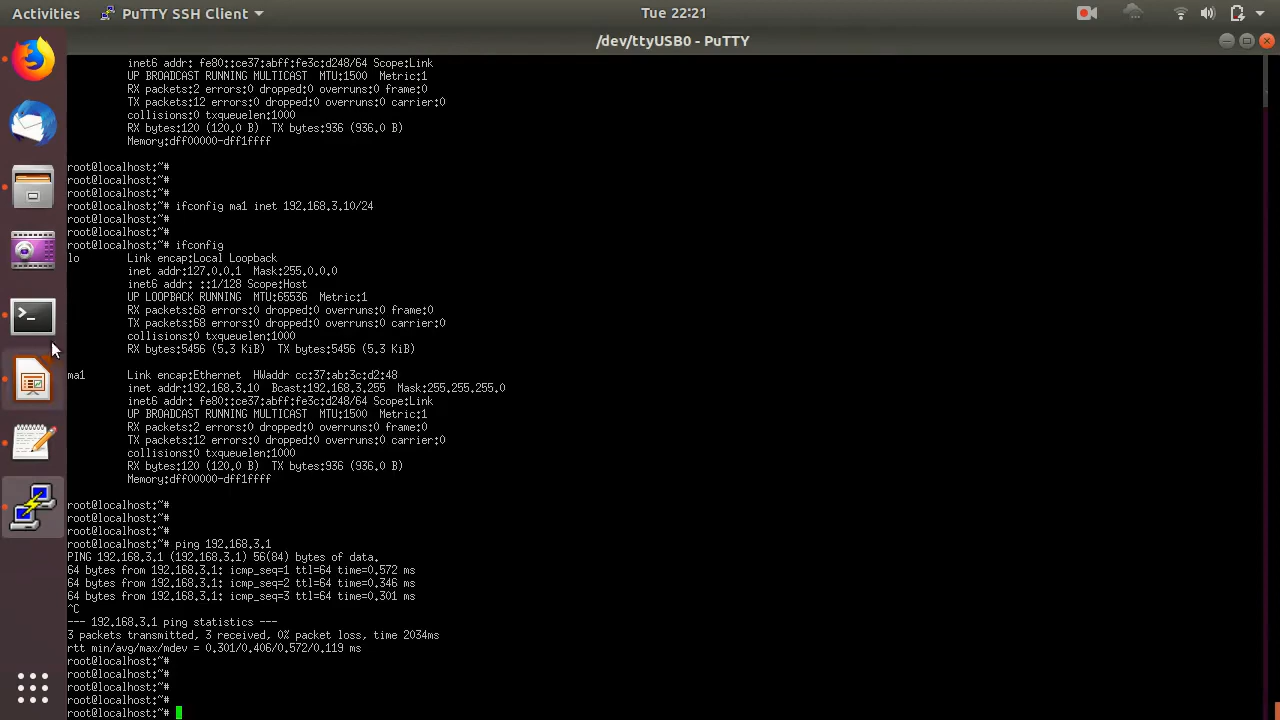 Activities PuTTY SSH Client Tue 22:21
/dev/ttyUSB0 - PuTTY
inet6 addr: fe80::ce37:abff:fe3c:d248/64 Scope:Link
UP BROADCAST RUNNING MULTICAST  MTU:1500  Metric:1
RX packets:2 errors:0 dropped:0 overruns:0 frame:0
TX packets:12 errors:0 dropped:0 overruns:0 carrier:0
collisions:0 txqueuelen:1000
RX bytes:120 (120.0 B)  TX bytes:936 (936.0 B)
Memory:dff00000-dff1ffff
root@localhost:~#
root@localhost:~#
root@localhost:~#
root@localhost:~# ifconfig ma1 inet 192.168.3.10/24
root@localhost:~#
root@localhost:~#
root@localhost:~# ifconfig
lo Link encap:Local Loopback
inet addr:127.0.0.1  Mask:255.0.0.0
inet6 addr: ::1/128 Scope:Host
UP LOOPBACK RUNNING  MTU:65536  Metric:1
RX packets:68 errors:0 dropped:0 overruns:0 frame:0
TX packets:68 errors:0 dropped:0 overruns:0 carrier:0
collisions:0 txqueuelen:1000
RX bytes:5456 (5.3 KiB)  TX bytes:5456 (5.3 KiB)
ma1 Link encap:Ethernet  HWaddr cc:37:ab:3c:d2:48
inet addr:192.168.3.10  Bcast:192.168.3.255  Mask:255.255.255.0
inet6 addr: fe80::ce37:abff:fe3c:d248/64 Scope:Link
UP BROADCAST RUNNING MULTICAST  MTU:1500  Metric:1
RX packets:2 errors:0 dropped:0 overruns:0 frame:0
TX packets:12 errors:0 dropped:0 overruns:0 carrier:0
collisions:0 txqueuelen:1000
RX bytes:120 (120.0 B)  TX bytes:936 (936.0 B)
Memory:dff00000-dff1ffff
root@localhost:~#
root@localhost:~#
root@localhost:~#
root@localhost:~# ping 192.168.3.1
PING 192.168.3.1 (192.168.3.1) 56(84) bytes of data.
64 bytes from 192.168.3.1: icmp_seq=1 ttl=64 time=0.572 ms
64 bytes from 192.168.3.1: icmp_seq=2 ttl=64 time=0.346 ms
64 bytes from 192.168.3.1: icmp_seq=3 ttl=64 time=0.301 ms
^C
--- 192.168.3.1 ping statistics ---
3 packets transmitted, 3 received, 0% packet loss, time 2034ms
rtt min/avg/max/mdev = 0.301/0.406/0.572/0.119 ms
root@localhost:~#
root@localhost:~#
root@localhost:~#
root@localhost:~#
root@localhost:~#